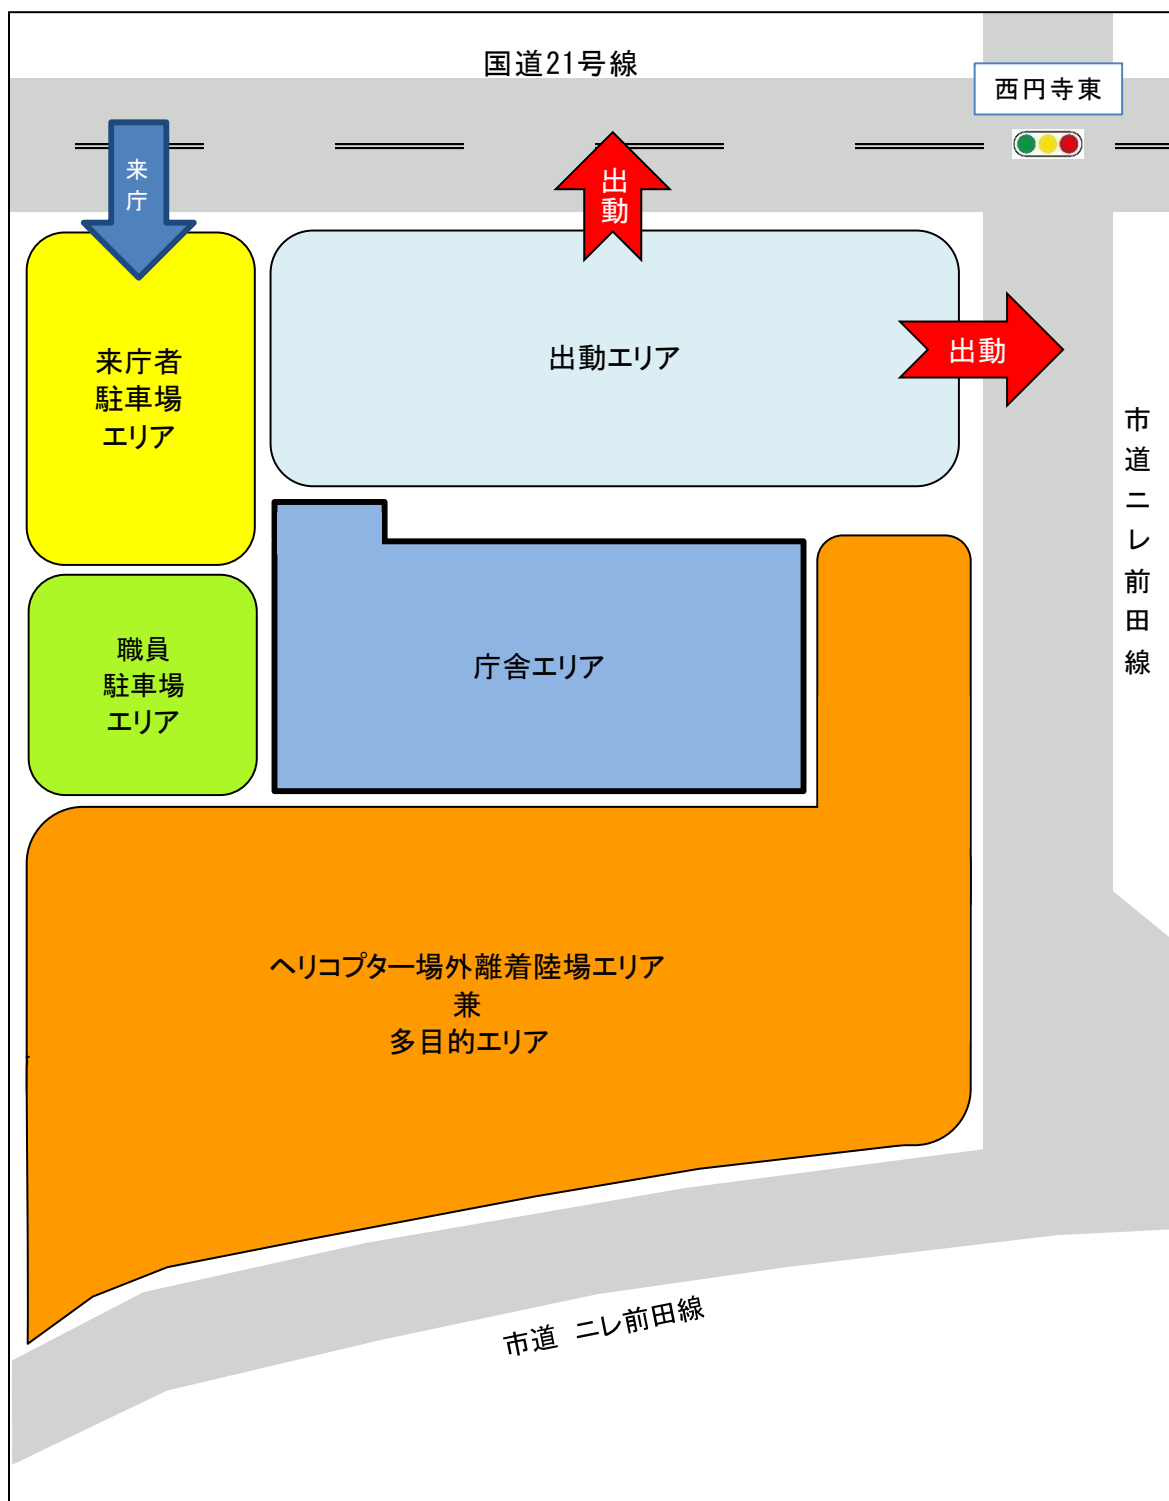 国道21号線
西円寺東
来庁
出動
来庁者
駐車場
エリア
出動エリア
出動
市道ニレ前田線
職員
駐車場
エリア
庁舎エリア
ヘリコプター場外離着陸場エリア
兼
多目的エリア
市道　ニレ前田線